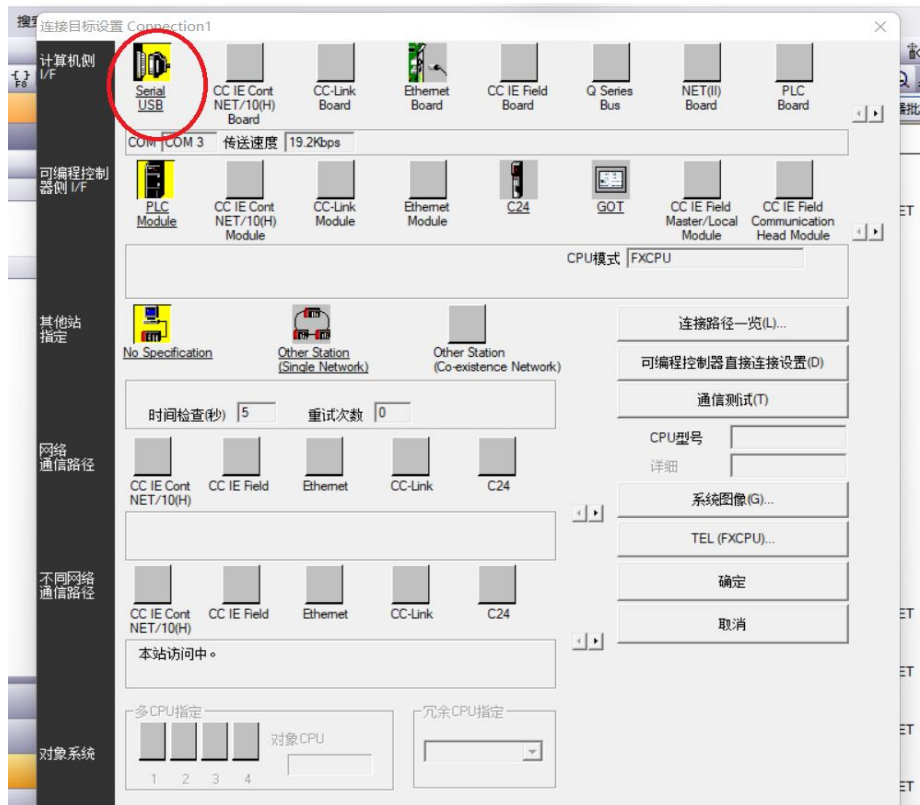 搜
连接目标设置 Connection1
计算机侧
I/F
Serial
USB
CC IE Cont
NET/10(H)
Board
CC-Link
Board
Ethernet
Board
CC IE Field
Board
Q Series
Bus
NET(II)
Board
PLC
Board
COM COM 3 传送速度 19.2Kbps
可编程控制
器侧 I/F
PLC
Module
CC IE Cont
NET/10(H)
Module
CC-Link
Module
Ethernet
Module
C24
GOT
CC IE Field
Master/Local
Module
CC IE Field
Communication
Head Module
CPU模式 FXCPU
其他站
指定
No Specification
Other Station
(Single Network)
Other Station
(Co-existence Network)
连接路径一览(L)...
可编程控制器直接连接设置(D)
通信测试(T)
时间检查(秒) 5 重试次数 0
CPU型号
详细
网络
通信路径
CC IE Cont
NET/10(H)
CC IE Field
Ethernet
CC-Link
C24
系统图像(G)...
TEL (FXCPU)...
不同网络
通信路径
CC IE Cont
NET/10(H)
CC IE Field
Ethernet
CC-Link
C24
确定
取消
本站访问中。
多CPU指定
对象CPU
1 2 3 4
冗余CPU指定
对象系统
F8
ET
ET
ET
ET
ET